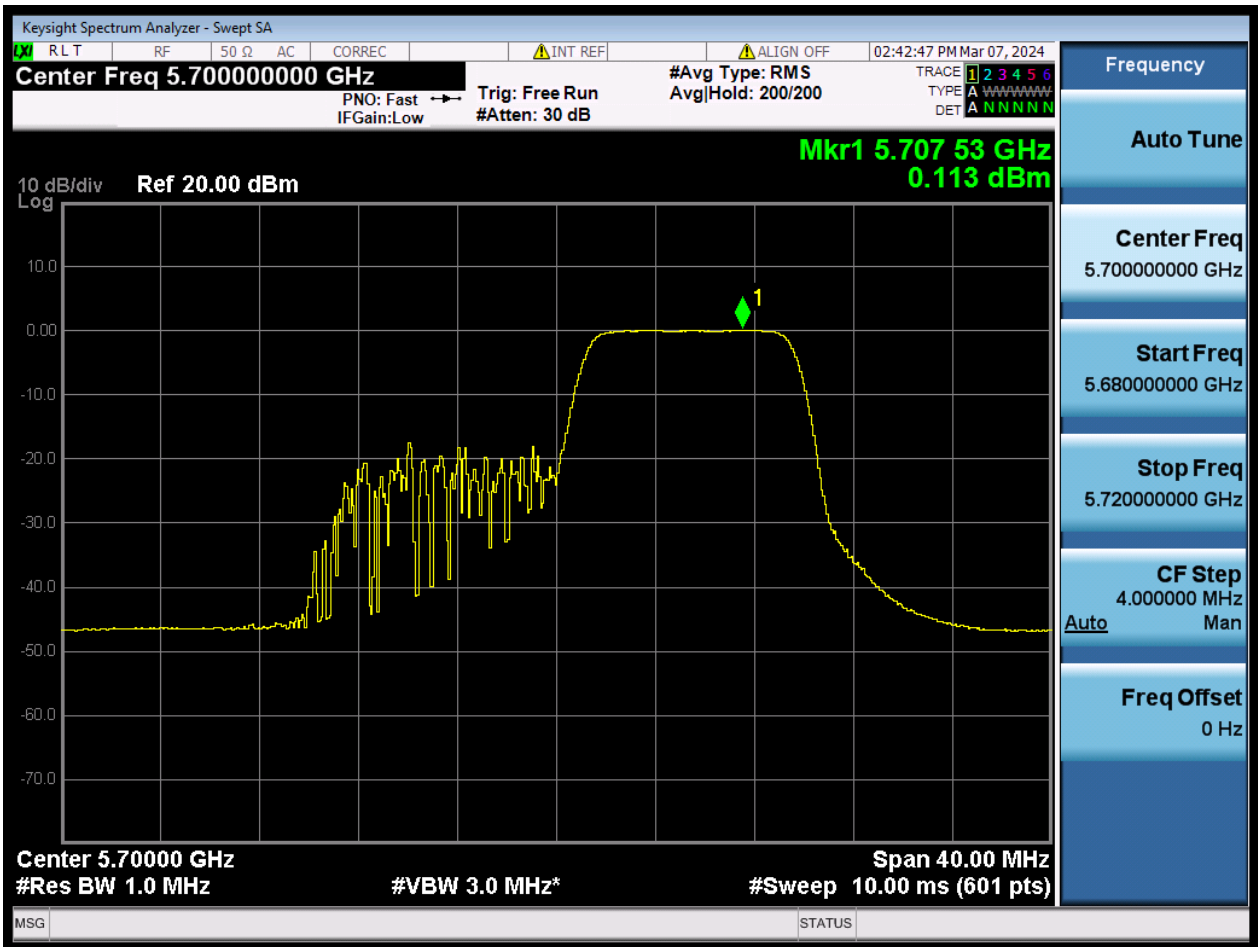 Keysight Spectrum Analyzer - Swept SA
LXI RLT RF 50 Ω AC CORREC INT REF ALIGN OFF 02:42:47 PM Mar 07, 2024
Center Freq 5.700000000 GHz
PNO: Fast
IFGain:Low
Trig: Free Run
#Atten: 30 dB
#Avg Type: RMS
Avg|Hold: 200/200
TRACE 1 2 3 4 5 6
TYPE A WWWWW
DET A N N N N N
Mkr1 5.707 53 GHz
0.113 dBm
10 dB/div Ref 20.00 dBm
Log
1
10.0
0.00
-10.0
-20.0
-30.0
-40.0
-50.0
-60.0
-70.0
Center 5.70000 GHz Span 40.00 MHz
#Res BW 1.0 MHz #VBW 3.0 MHz* #Sweep 10.00 ms (601 pts)
Frequency
Auto Tune
Center Freq
5.700000000 GHz
Start Freq
5.680000000 GHz
Stop Freq
5.720000000 GHz
CF Step
4.000000 MHz
Auto Man
Freq Offset
0 Hz
MSG STATUS